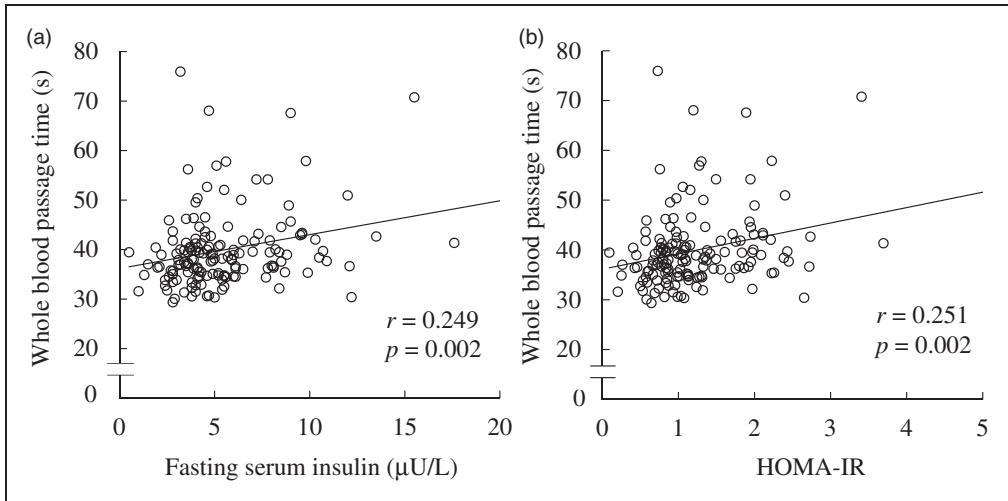 (a)
Whole blood passage time (s)
80
70
60
50
40
30
20
0
r = 0.249
p = 0.002
0 5 10 15 20
Fasting serum insulin (μU/L)
(b)
Whole blood passage time (s)
80
70
60
50
40
30
20
0
r = 0.251
p = 0.002
0 1 2 3 4 5
HOMA-IR